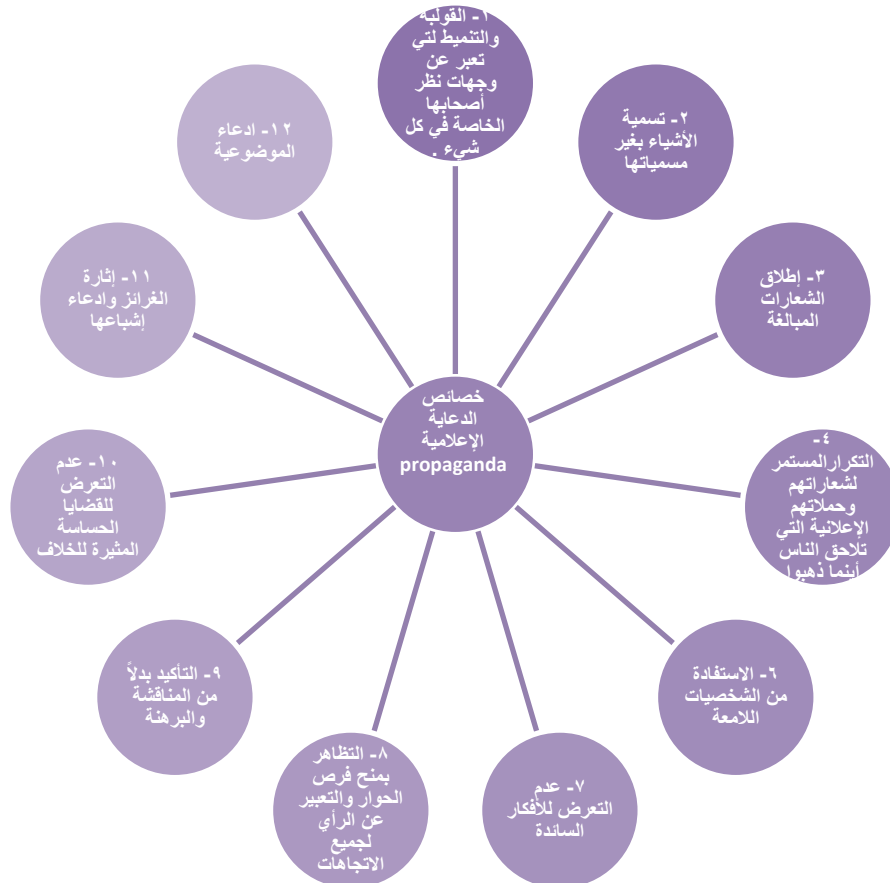 خصائص
الدعاية
الإعلامية
propaganda
١- القولبة
والتنميط لتي
تعبر عن
وجهات نظر
أصحابها
الخاصة في كل
شيء .
٢- تسمية
الأشياء بغير
مسمياتها
٣- إطلاق
الشعارات
المبالغة
٤-
التكرارالمستمر
لشعاراتهم
وحملاتهم
الإعلانية التي
تلاحق الناس
أينما ذهبوا
٦- الاستفادة
من الشخصيات
اللامعة
٧- عدم
التعرض للأفكار
السائدة
٨- التظاهر
بمنح فرص
الحوار والتعبير
عن الرأي
لجميع
الاتجاهات
٩- التأكيد بدلاً
من المناقشة
والبرهنة
١٠- عدم
التعرض
للقضايا
الحساسة
المثيرة للخلاف
١١- إثارة
الغرائز وادعاء
إشباعها
١٢- ادعاء
الموضوعية